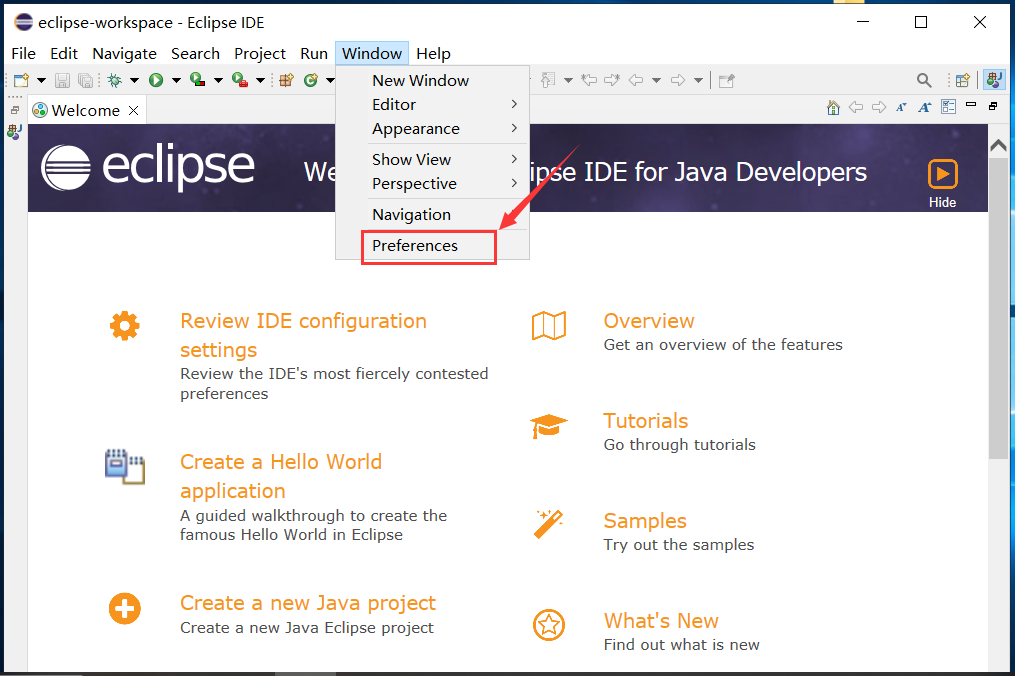 eclipse-workspace - Eclipse IDE
File Edit Navigate Search Project Run Window Help
New Window
Editor
Appearance
Show View
Perspective
Navigation
Preferences
Welcome
eclipse We ipse IDE for Java Developers
Hide
Review IDE configuration
settings
Review the IDE's most fiercely contested
preferences
Create a Hello World
application
A guided walkthrough to create the
famous Hello World in Eclipse
Create a new Java project
Create a new Java Eclipse project
Overview
Get an overview of the features
Tutorials
Go through tutorials
Samples
Try out the samples
What's New
Find out what is new